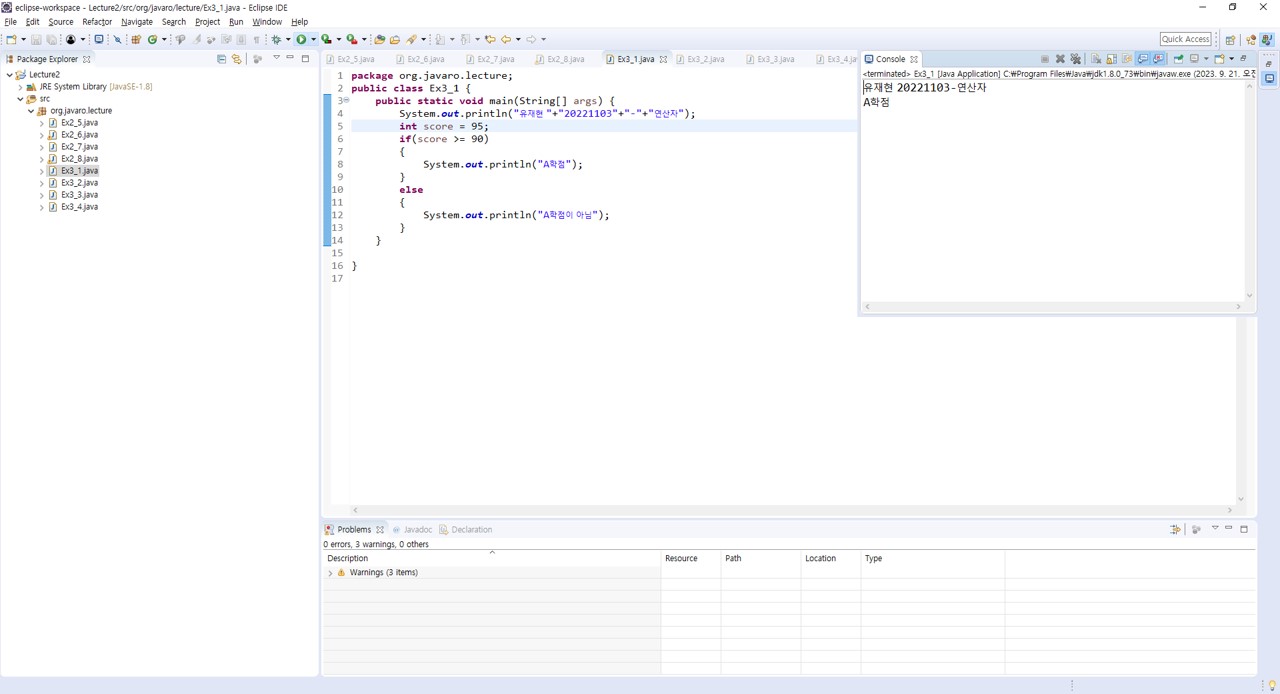 eclipse-workspace - Lecture2/src/org/javaro/lecture/Ex3_1.java - Eclipse IDE
File Edit Source Refactor Navigate Search Project Run Window Help
Quick Access
Package Explorer
Lecture2
JRE System Library [JavaSE-1.8]
src
org.javaro.lecture
Ex2_5.java
Ex2_6.java
Ex2_7.java
Ex2_8.java
Ex3_1.java
Ex3_2.java
Ex3_3.java
Ex3_4.java
Ex2_5.java Ex2_6.java Ex2_7.java Ex2_8.java Ex3_1.java Ex3_2.java Ex3_3.java Ex3_4.ja
1 package org.javaro.lecture;
2 public class Ex3_1 {
3 public static void main(String[] args) {
4 System.out.println("유재현 "+"20221103"+"-"+"연산자");
5 int score = 95;
6 if(score >= 90)
7 {
8 System.out.println("A학점");
9 }
10 else
11 {
12 System.out.println("A학점이 아님");
13 }
14 }
15
16 }
17
Console
<terminated> Ex3_1 [Java Application] C:₩Program Files₩Java₩jdk1.8.0_73₩bin₩javaw.exe (2023. 9. 21. 오전
유재현 20221103-연산자
A학점
Problems Javadoc Declaration
0 errors, 3 warnings, 0 others
Description Resource Path Location Type
Warnings (3 items)